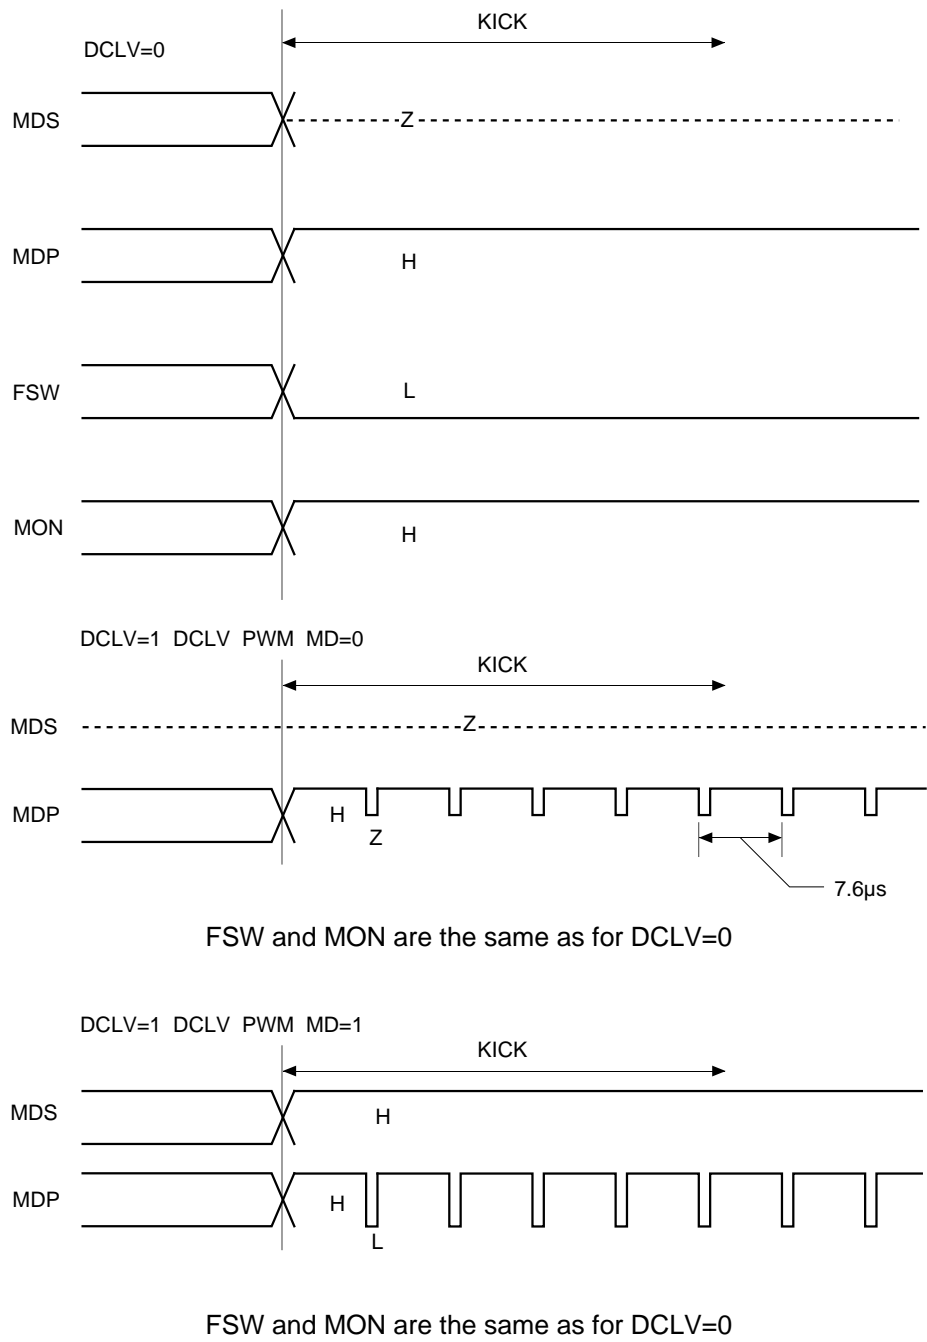 KICK
DCLV=0
MDS
Z
MDP
H
FSW
L
MON
H
DCLV=1 DCLV PWM MD=0
KICK
MDS
Z
MDP
H
Z
7.6µs
FSW and MON are the same as for DCLV=0
DCLV=1 DCLV PWM MD=1
KICK
MDS
H
MDP
H
L
FSW and MON are the same as for DCLV=0